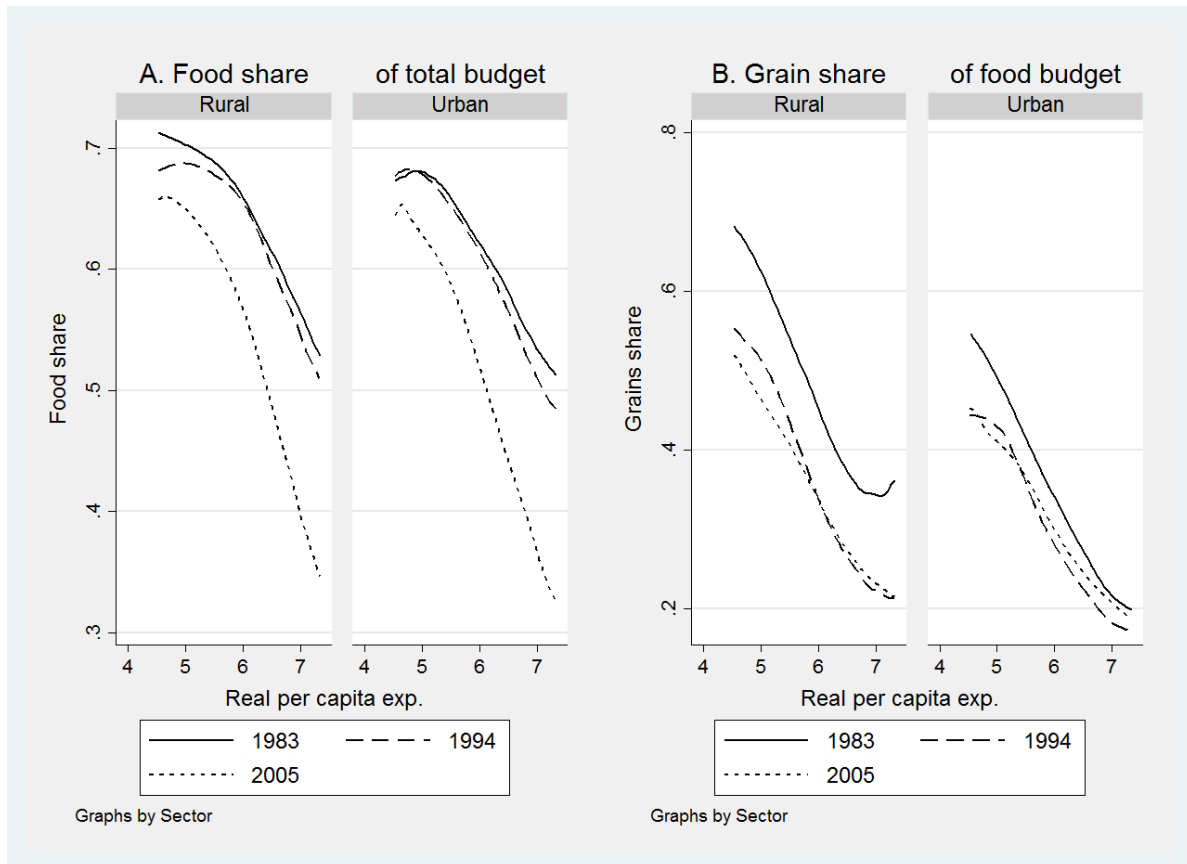 A. Food share of total budget
Rural Urban
.7
.6
.5
.4
.3
Food share
4 5 6 7 4 5 6 7
Real per capita exp.
1983 1994
2005
Graphs by Sector
B. Grain share of food budget
Rural Urban
.8
.6
.4
.2
Grains share
4 5 6 7 4 5 6 7
Real per capita exp.
1983 1994
2005
Graphs by Sector